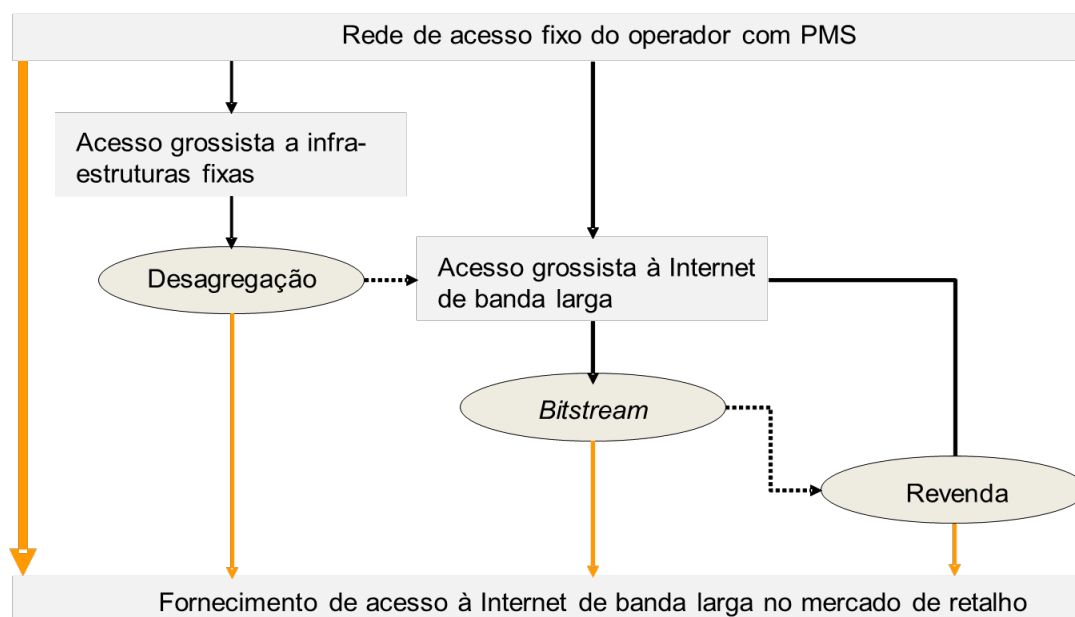 Rede de acesso fixo do operador com PMS
Acesso grossista a infra-
estruturas fixas
Desagregação
Acesso grossista à Internet
de banda larga
Bitstream
Revenda
Fornecimento de acesso à Internet de banda larga no mercado de retalho